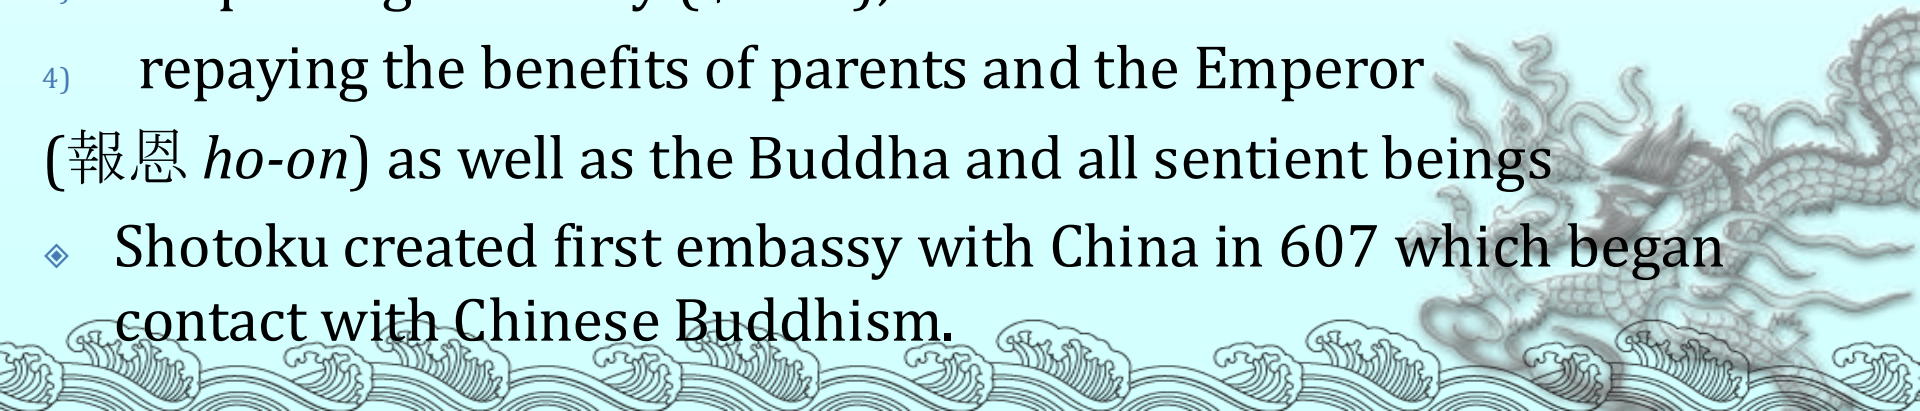 4) repaying the benefits of parents and the Emperor
(報恩 ho-on) as well as the Buddha and all sentient beings
Shotoku created first embassy with China in 607 which began
contact with Chinese Buddhism.